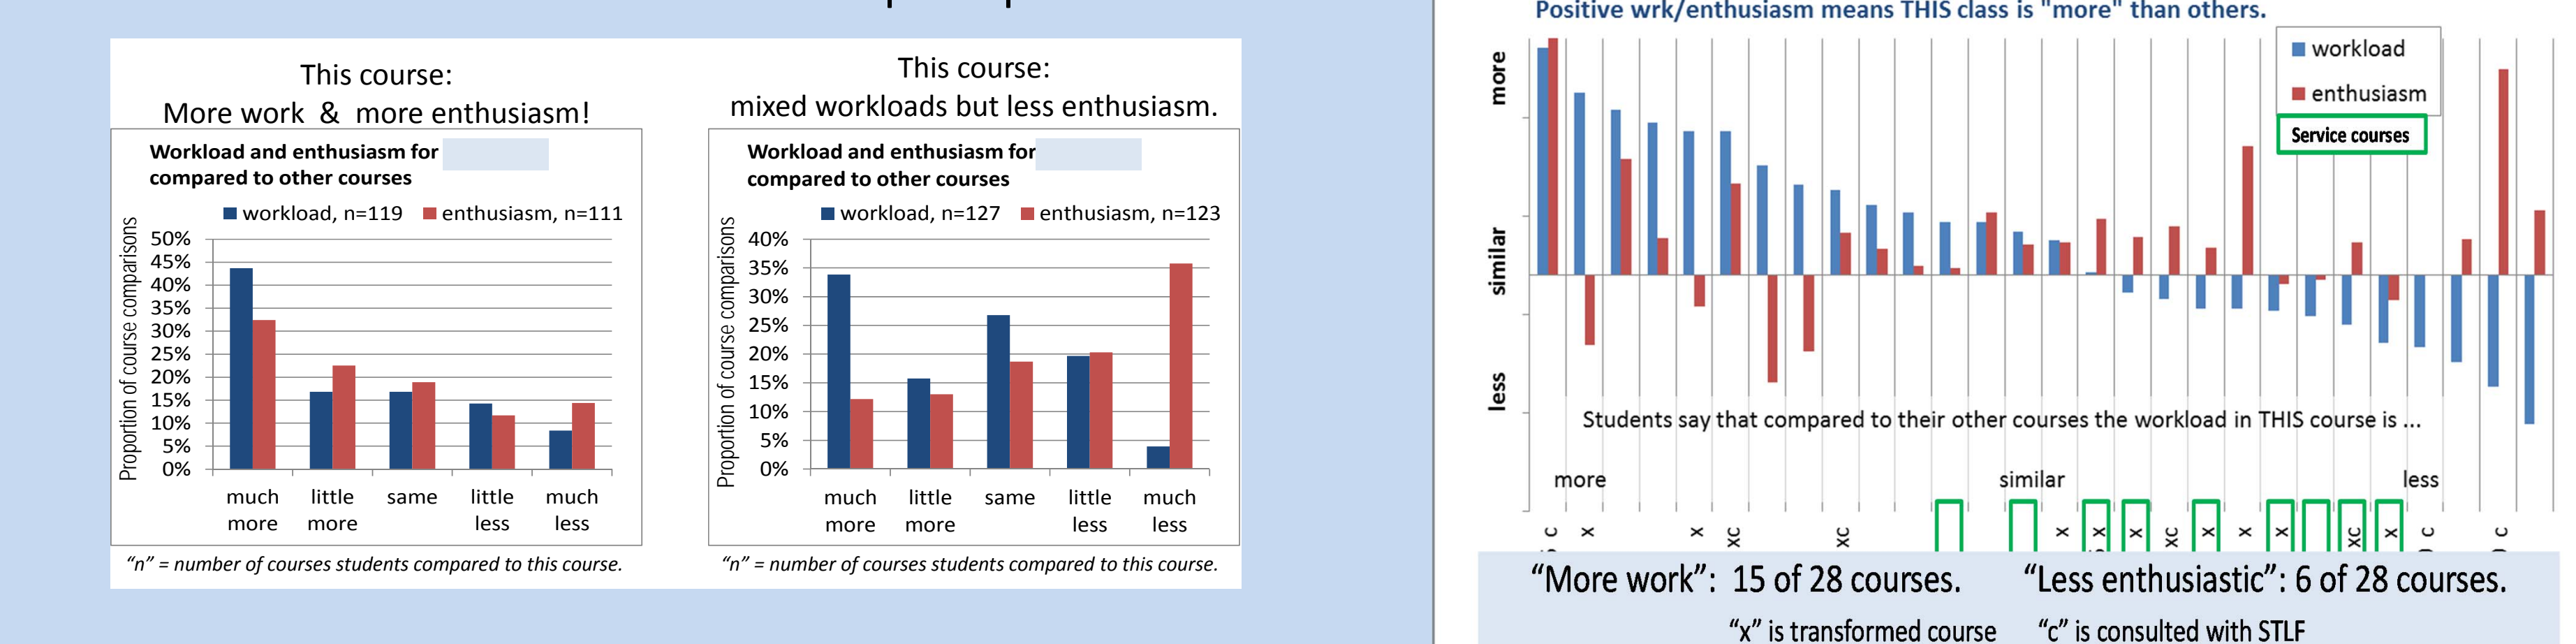 This course:
More work & more enthusiasm!
Workload and enthusiasm for
compared to other courses
workload, n=119 enthusiasm, n=111
Proportion of course comparisons
50%
45%
40%
35%
30%
25%
20%
15%
10%
5%
0%
much more little more same little less much less
"n" = number of courses students compared to this course.
This course:
mixed workloads but less enthusiasm.
Workload and enthusiasm for
compared to other courses
workload, n=127 enthusiasm, n=123
Proportion of course comparisons
40%
35%
30%
25%
20%
15%
10%
5%
0%
much more little more same little less much less
"n" = number of courses students compared to this course.
Positive wrk/enthusiasm means THIS class is "more" than others.
workload
enthusiasm
Service courses
more
similar
less
Students say that compared to their other courses the workload in THIS course is ...
more similar less
c x x xc xc x x x xc x x x xc x c c
“More work”: 15 of 28 courses. “Less enthusiastic”: 6 of 28 courses.
“x” is transformed course “c” is consulted with STLF